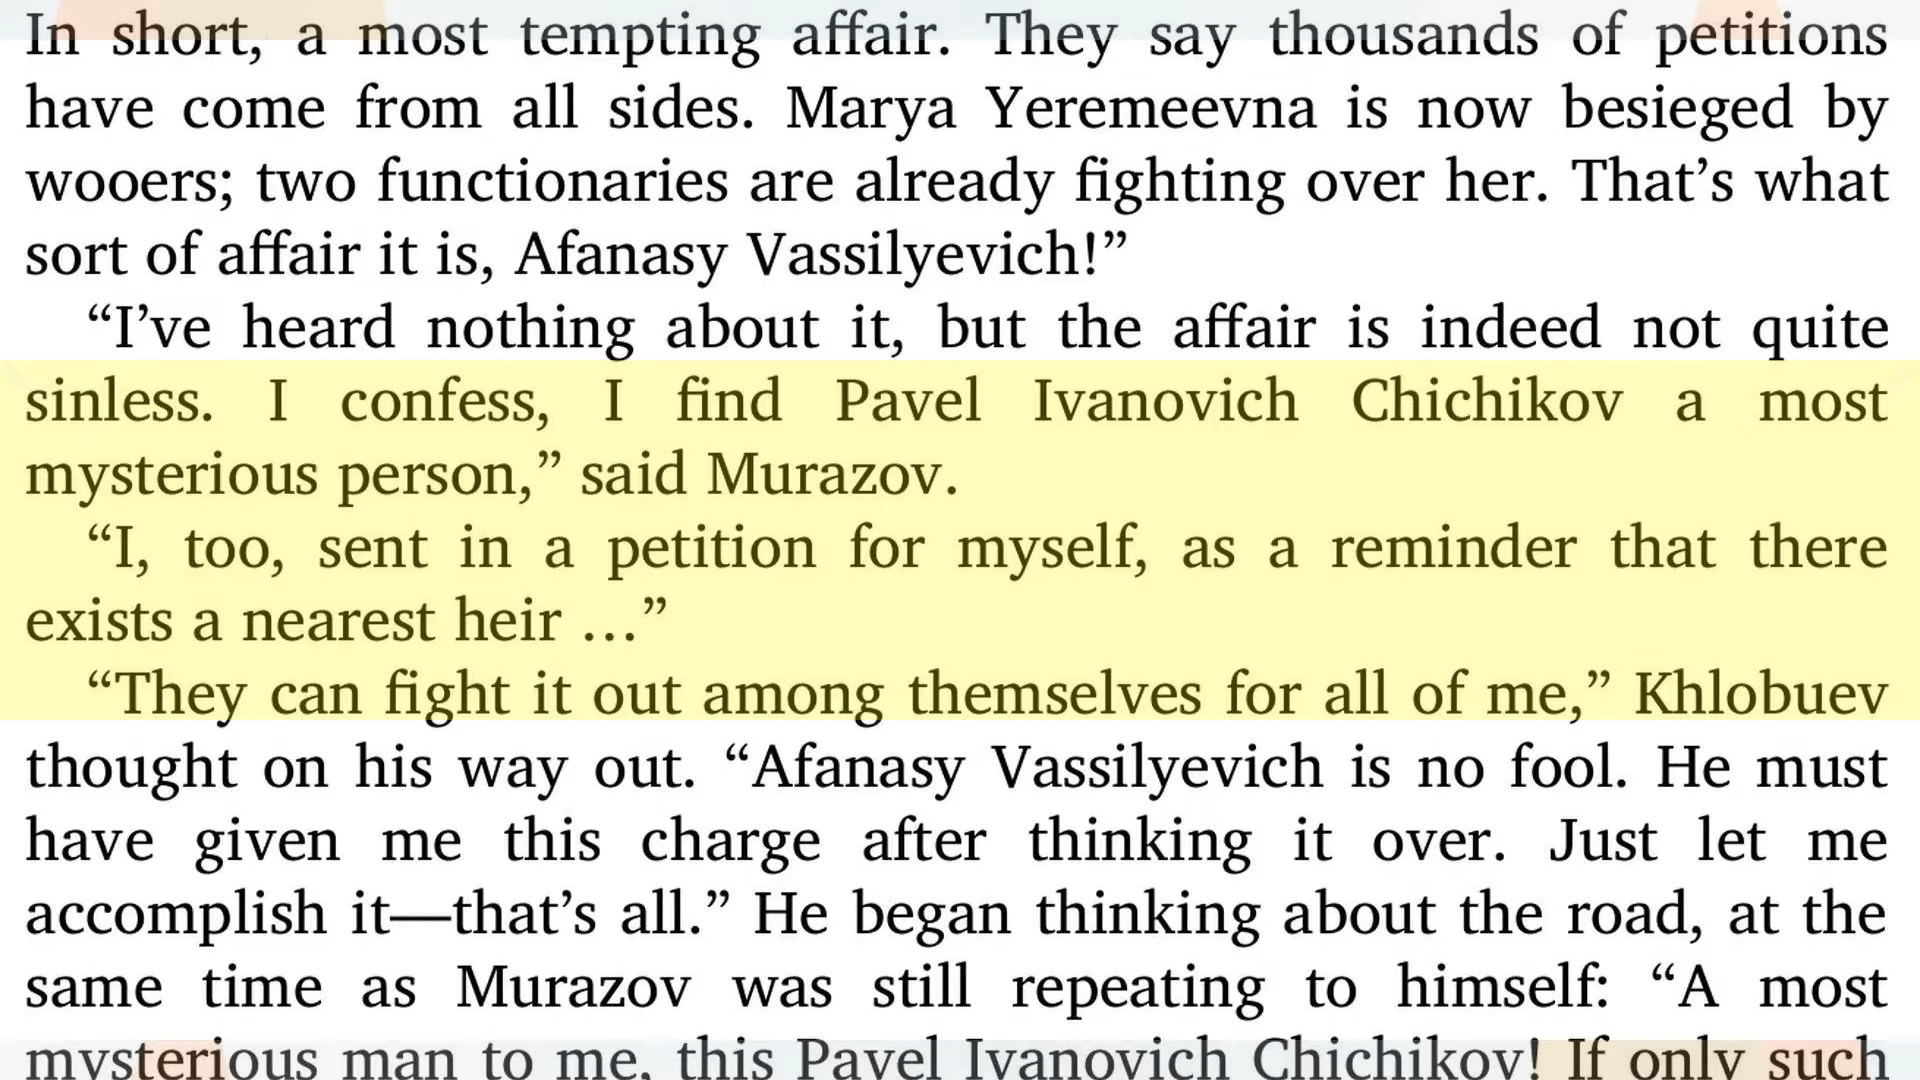 In short, a most tempting affair. They say thousands of petitions
have come from all sides. Marya Yeremeevna is now besieged by
wooers; two functionaries are already fighting over her. That’s what
sort of affair it is, Afanasy Vassilyevich!”
“I’ve heard nothing about it, but the affair is indeed not quite
sinless. I confess, I find Pavel Ivanovich Chichikov a most
mysterious person,” said Murazov.
“I, too, sent in a petition for myself, as a reminder that there
exists a nearest heir …”
“They can fight it out among themselves for all of me,” Khlobuev
thought on his way out. “Afanasy Vassilyevich is no fool. He must
have given me this charge after thinking it over. Just let me
accomplish it—that’s all.” He began thinking about the road, at the
same time as Murazov was still repeating to himself: “A most
mysterious man to me, this Pavel Ivanovich Chichikov! If only such